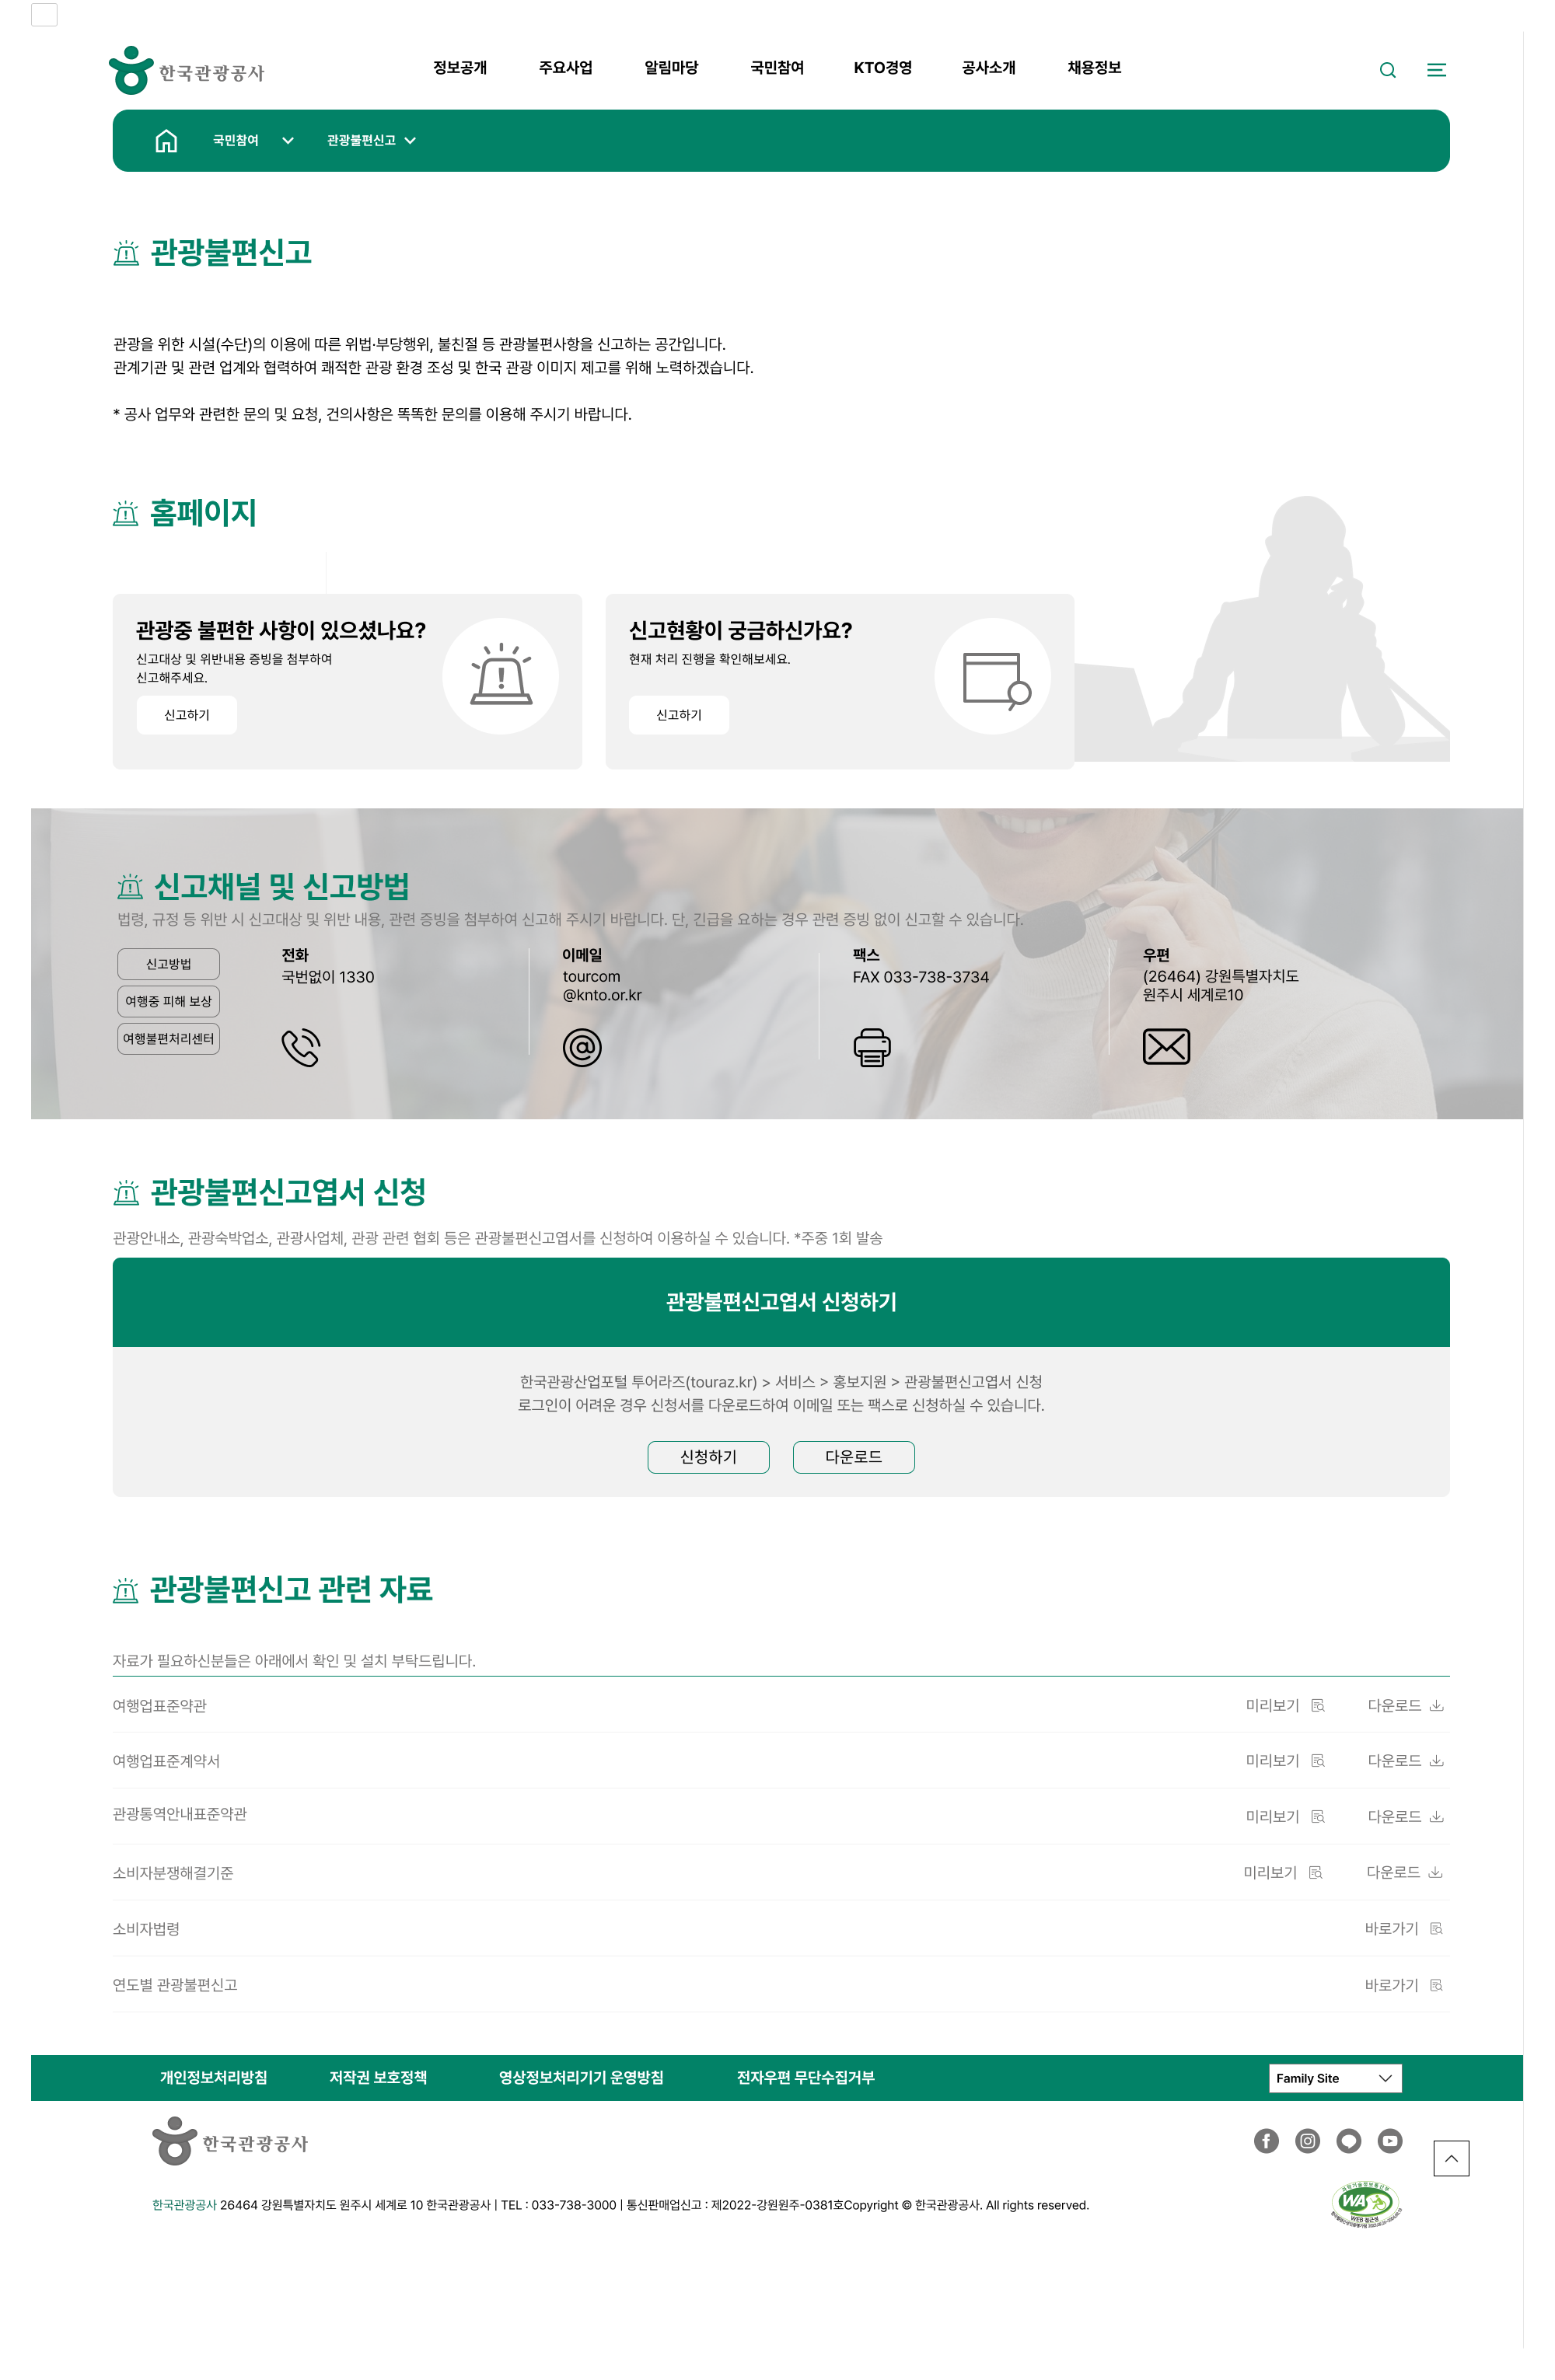 한국관광공사
정보공개
주요사업
알림마당
국민참여
KTO경영
공사소개
채용정보
국민참여
관광불편신고
관광불편신고
관광을 위한 시설(수단)의 이용에 따른 위법·부당행위, 불친절 등 관광불편사항을 신고하는 공간입니다.
관계기관 및 관련 업계와 협력하여 쾌적한 관광 환경 조성 및 한국 관광 이미지 제고를 위해 노력하겠습니다.
* 공사 업무와 관련한 문의 및 요청, 건의사항은 똑똑한 문의를 이용해 주시기 바랍니다.
홈페이지
관광중 불편한 사항이 있으셨나요?
신고대상 및 위반내용 증빙을 첨부하여
신고해주세요.
신고하기
신고현황이 궁금하신가요?
현재 처리 진행을 확인해보세요.
신고하기
신고채널 및 신고방법
법령, 규정 등 위반 시 신고대상 및 위반 내용, 관련 증빙을 첨부하여 신고해 주시기 바랍니다. 단, 긴급을 요하는 경우 관련 증빙 없이 신고할 수 있습니다.
신고방법
여행중 피해 보상
여행불편처리센터
전화
국번없이 1330
이메일
tourcom
@knto.or.kr
팩스
FAX 033-738-3734
우편
(26464) 강원특별자치도
원주시 세계로10
관광불편신고엽서 신청
관광안내소, 관광숙박업소, 관광사업체, 관광 관련 협회 등은 관광불편신고엽서를 신청하여 이용하실 수 있습니다. *주중 1회 발송
관광불편신고엽서 신청하기
한국관광산업포털 투어라즈(touraz.kr) > 서비스 > 홍보지원 > 관광불편신고엽서 신청
로그인이 어려운 경우 신청서를 다운로드하여 이메일 또는 팩스로 신청하실 수 있습니다.
신청하기
다운로드
관광불편신고 관련 자료
자료가 필요하신분들은 아래에서 확인 및 설치 부탁드립니다.
여행업표준약관 미리보기 다운로드
여행업표준계약서 미리보기 다운로드
관광통역안내표준약관 미리보기 다운로드
소비자분쟁해결기준 미리보기 다운로드
소비자법령 바로가기
연도별 관광불편신고 바로가기
개인정보처리방침
저작권 보호정책
영상정보처리기기 운영방침
전자우편 무단수집거부
Family Site
한국관광공사
한국관광공사 26464 강원특별자치도 원주시 세계로 10 한국관광공사 | TEL : 033-738-3000 | 통신판매업신고 : 제2022-강원원주-0381호Copyright © 한국관광공사. All rights reserved.
과학기술정보통신부
WA
WEB 접근성